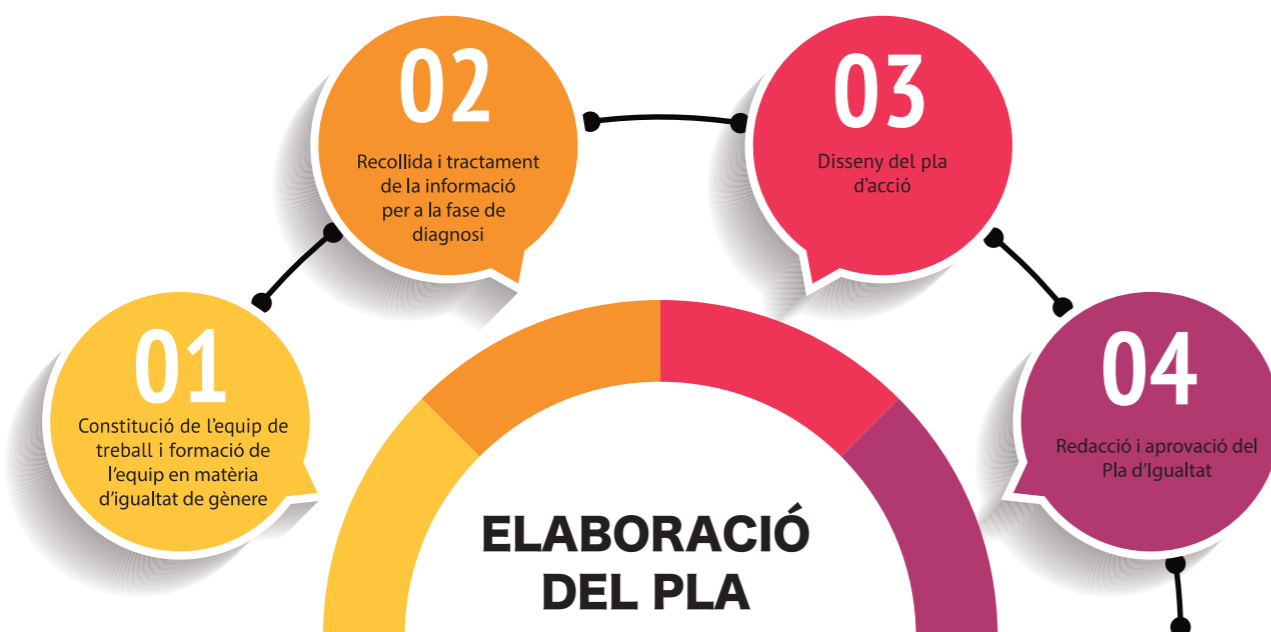 01
Constitució de l'equip de
treball i formació de
l'equip en matèria
d'igualtat de gènere
02
Recollida i tractament
de la informació
per a la fase de
diagnosi
03
Disseny del pla
d'acció
04
Redacció i aprovació del
Pla d'Igualtat
ELABORACIÓ
DEL PLA